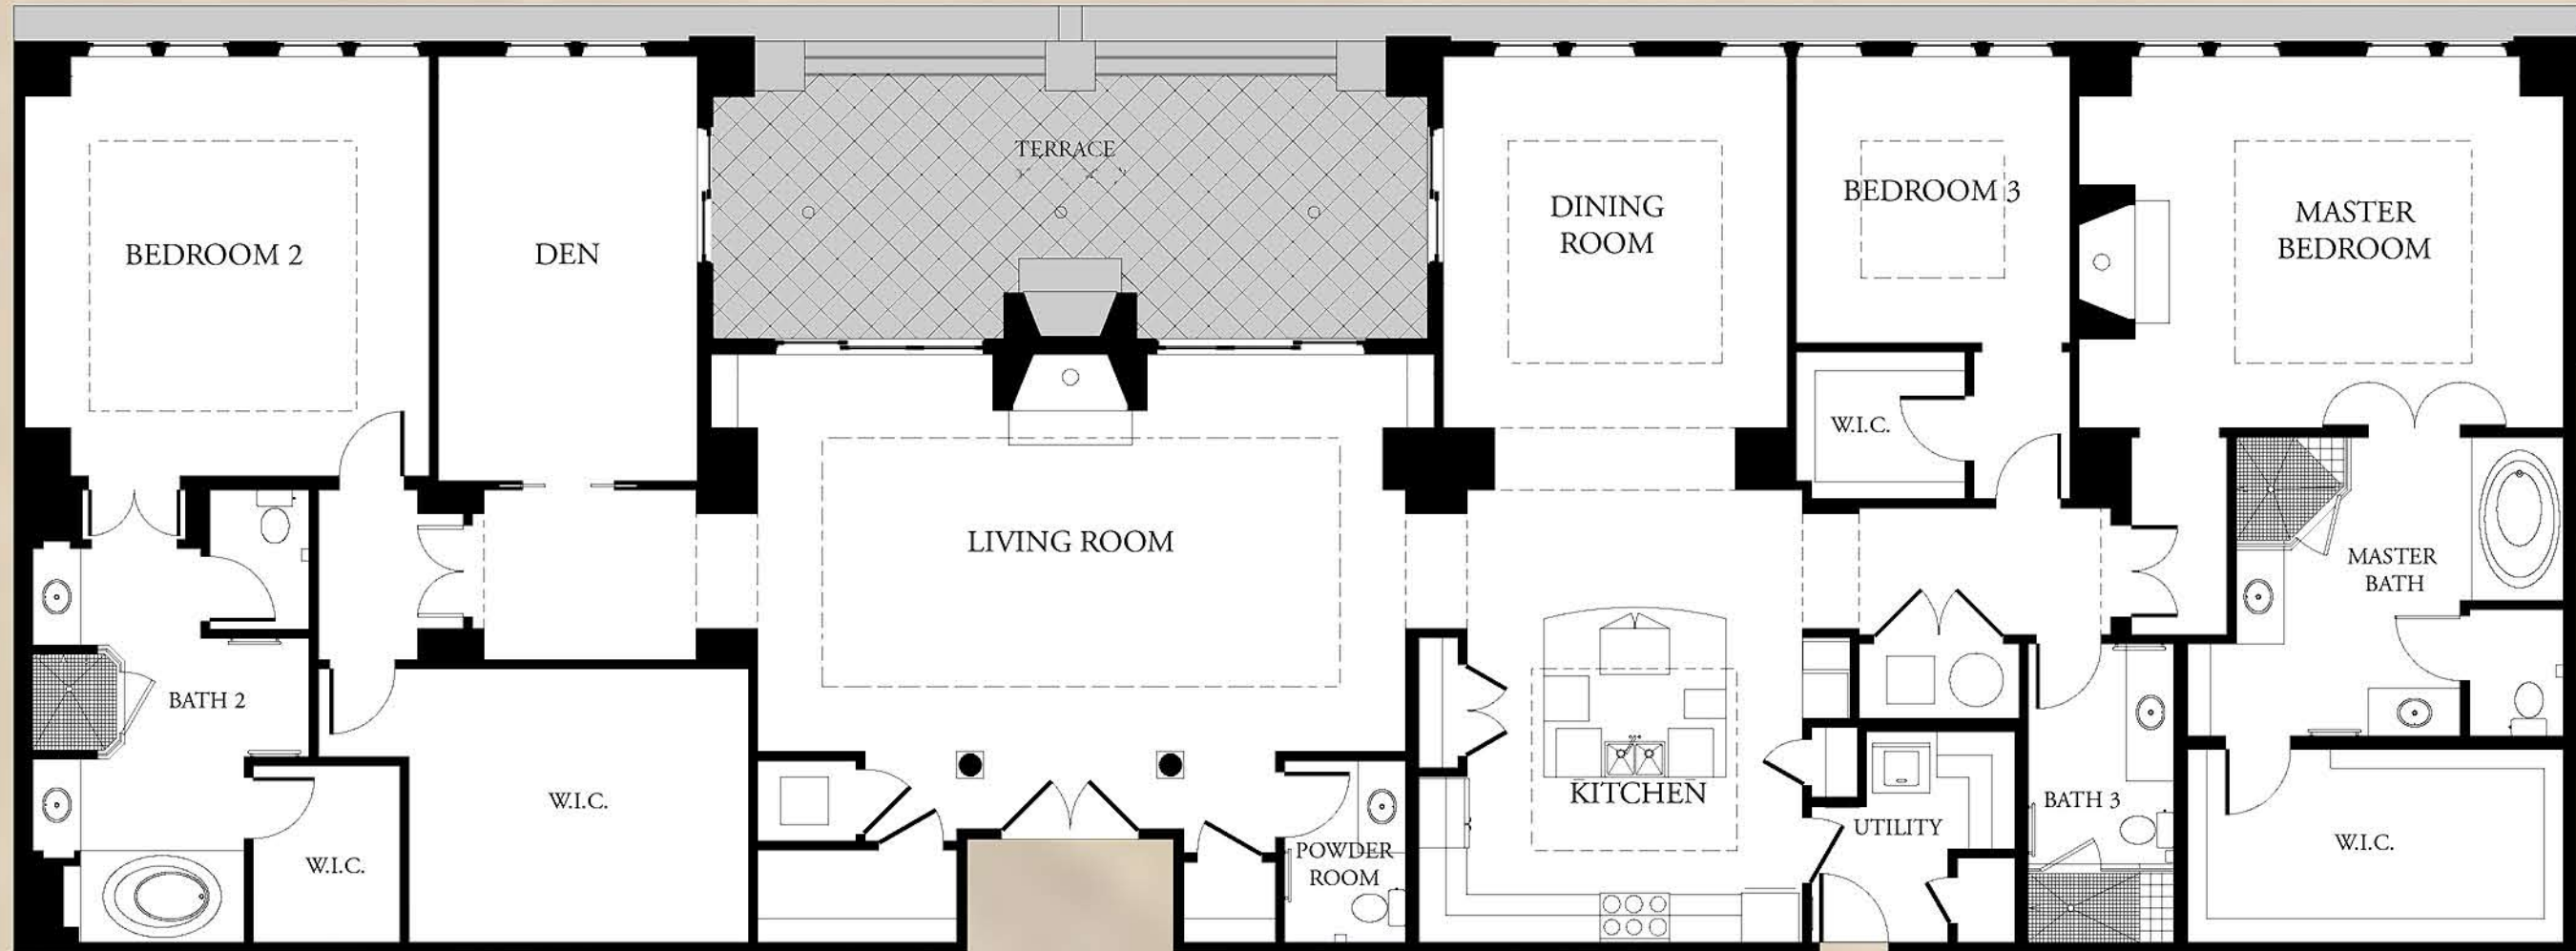 TERRACE
BEDROOM 2
DEN
DINING
ROOM
BEDROOM 3
MASTER
BEDROOM
W.I.C.
LIVING ROOM
MASTER
BATH
BATH 2
W.I.C.
KITCHEN
BATH 3
UTILITY
W.I.C.
POWDER
ROOM
W.I.C.